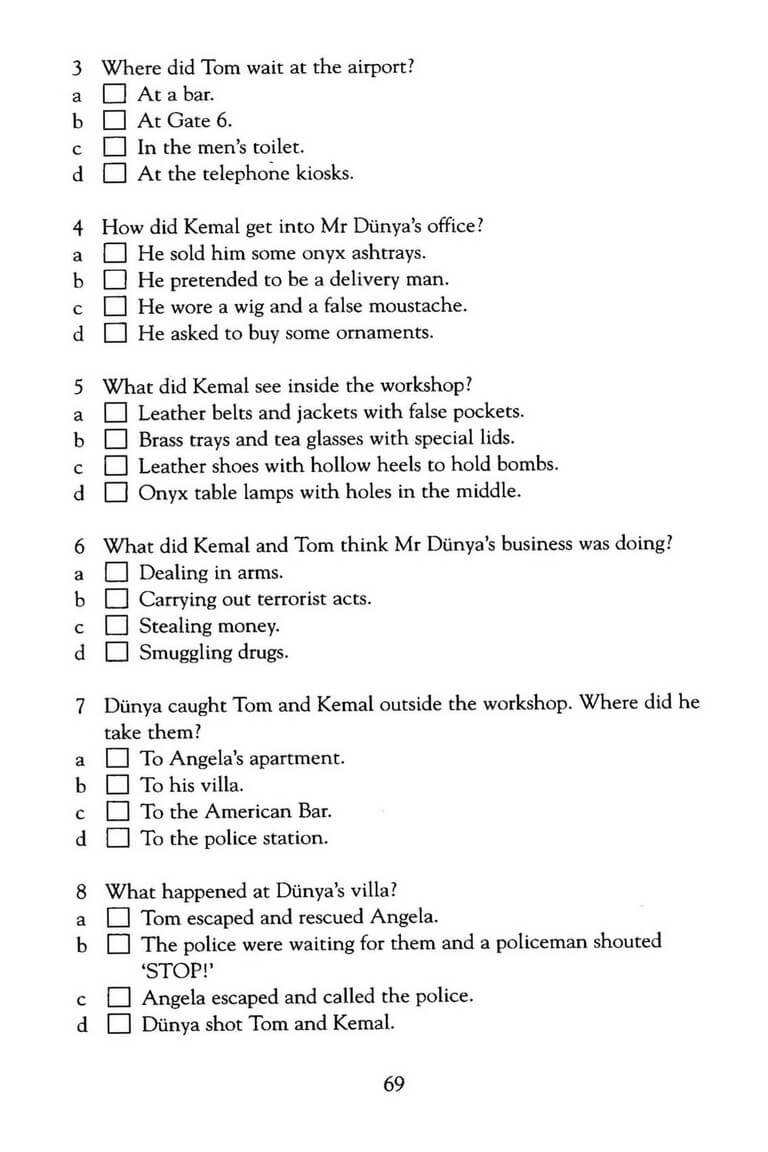 3 Where did Tom wait at the airport?
a At a bar.
b At Gate 6.
c In the men's toilet.
d At the telephone kiosks.
4 How did Kemal get into Mr Dünya's office?
a He sold him some onyx ashtrays.
b He pretended to be a delivery man.
c He wore a wig and a false moustache.
d He asked to buy some ornaments.
5 What did Kemal see inside the workshop?
a Leather belts and jackets with false pockets.
b Brass trays and tea glasses with special lids.
c Leather shoes with hollow heels to hold bombs.
d Onyx table lamps with holes in the middle.
6 What did Kemal and Tom think Mr Dünya's business was doing?
a Dealing in arms.
b Carrying out terrorist acts.
c Stealing money.
d Smuggling drugs.
7 Dünya caught Tom and Kemal outside the workshop. Where did he
take them?
a To Angela's apartment.
b To his villa.
c To the American Bar.
d To the police station.
8 What happened at Dünya's villa?
a Tom escaped and rescued Angela.
b The police were waiting for them and a policeman shouted
'STOP!'
c Angela escaped and called the police.
d Dünya shot Tom and Kemal.
69